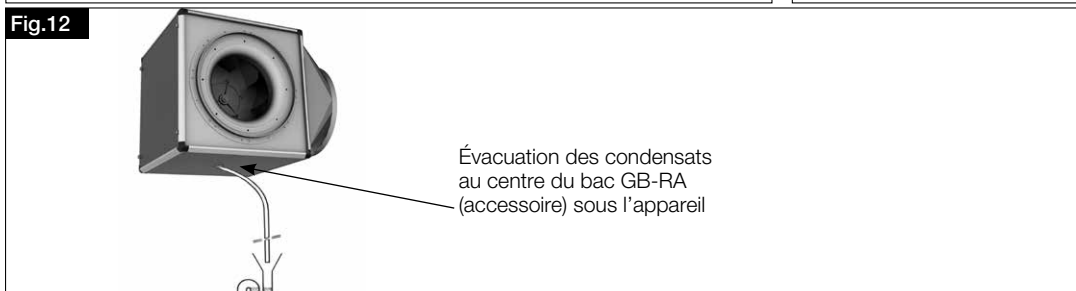 Fig.12
Évacuation des condensats
au centre du bac GB-RA
(accessoire) sous l'appareil